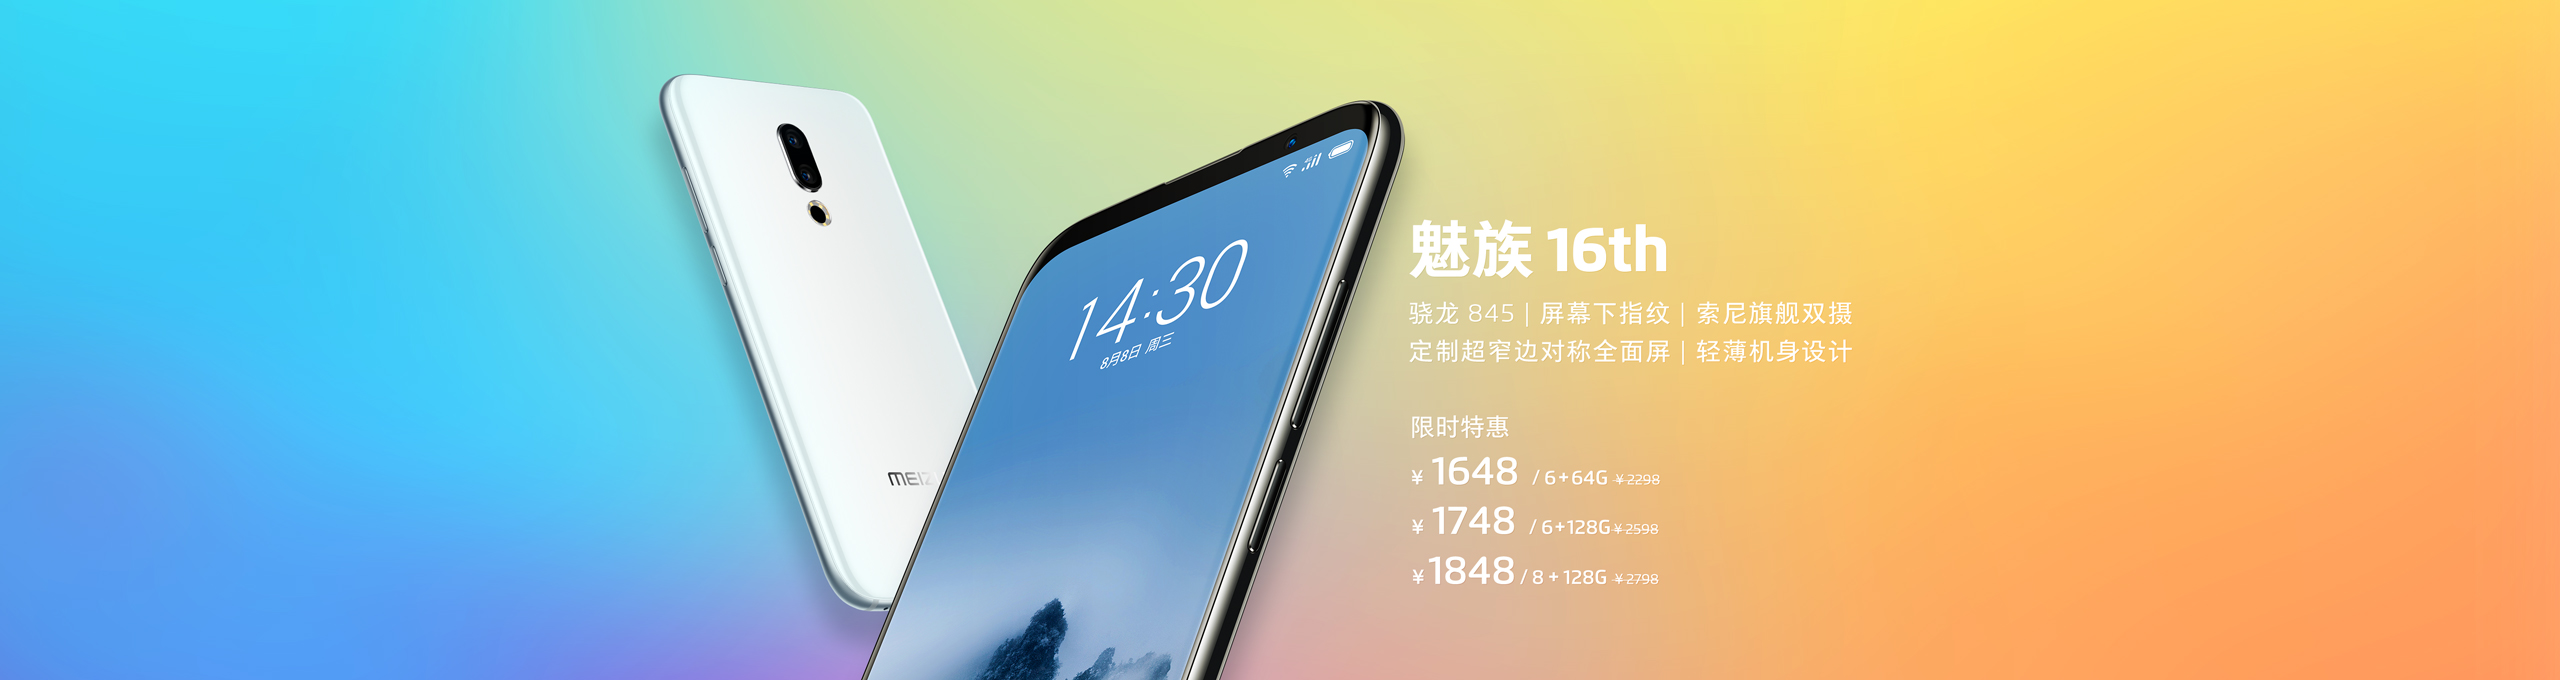 MEIZ
4G
14:30
8月8日 周三
魅族 16th
骁龙 845 | 屏幕下指纹 | 索尼旗舰双摄
定制超窄边对称全面屏 | 轻薄机身设计
限时特惠
¥ 1648 / 6+64G ¥2298
¥ 1748 / 6+128G ¥2598
¥ 1848 / 8+128G ¥2798